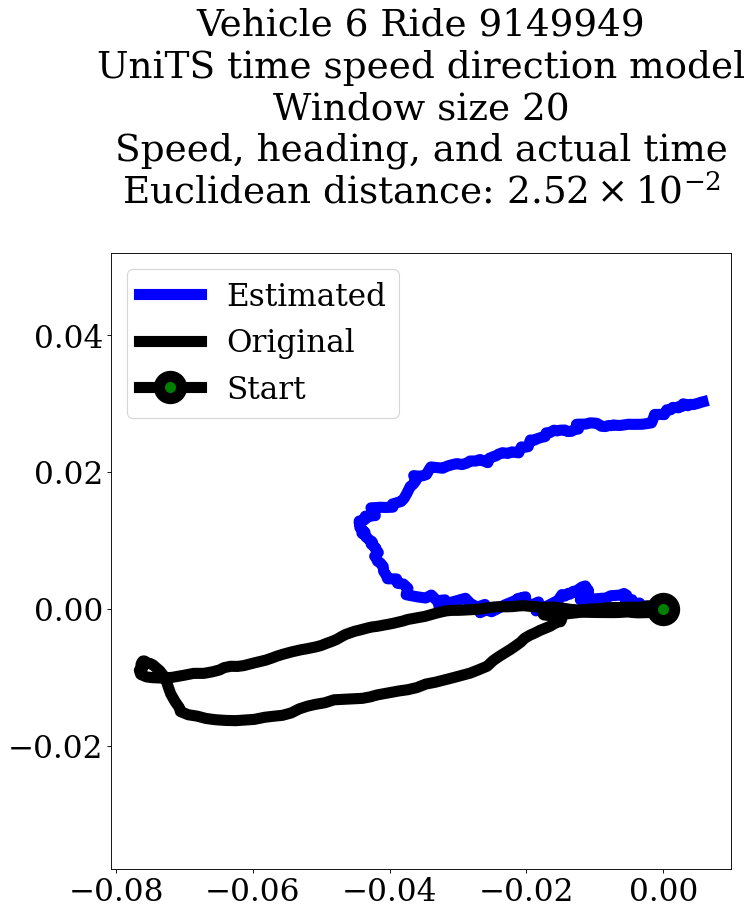 Vehicle 6 Ride 9149949
UniTS time speed direction model
Window size 20
Speed, heading, and actual time
Euclidean distance: 2.52 × 10⁻²
Estimated
Original
Start
0.04
0.02
0.00
−0.02
−0.08 −0.06 −0.04 −0.02 0.00